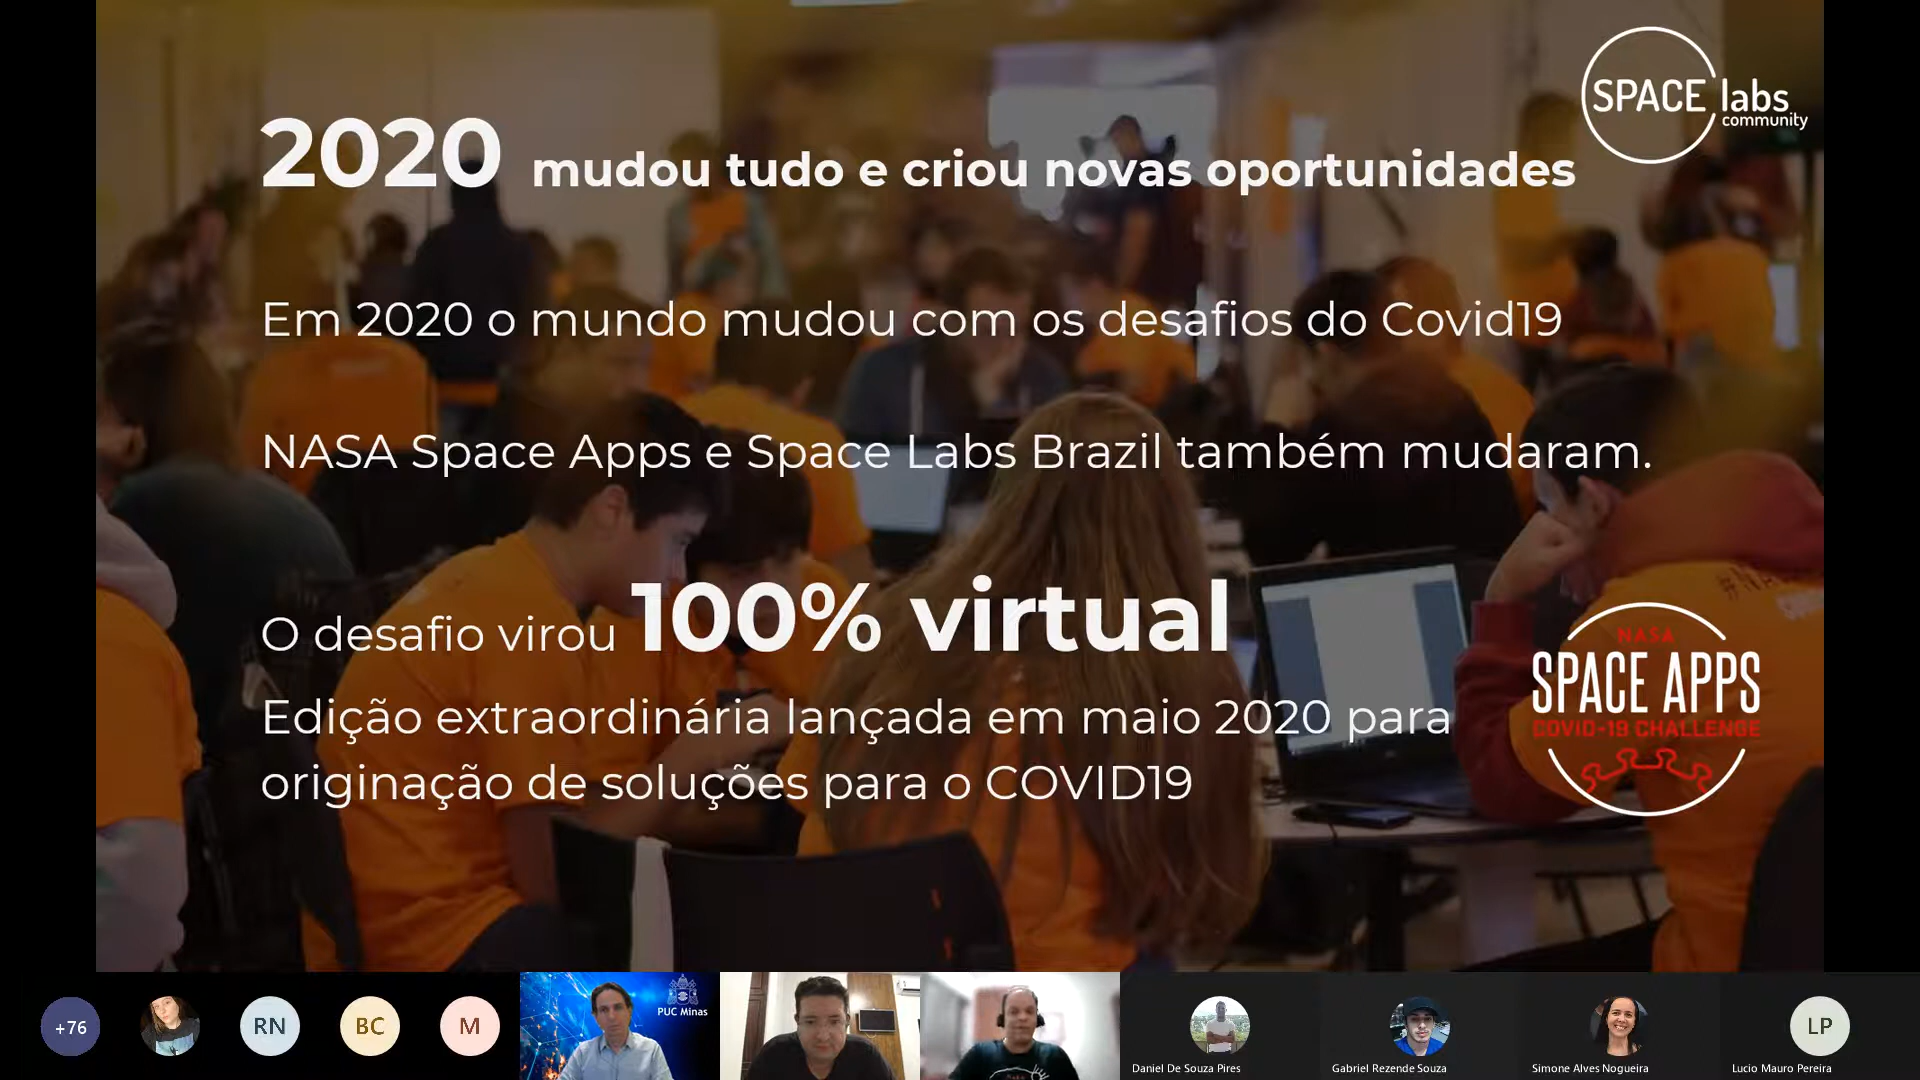 SPACE labs
community
2020 mudou tudo e criou novas oportunidades
Em 2020 o mundo mudou com os desafios do Covid19
NASA Space Apps e Space Labs Brazil também mudaram.
O desafio virou 100% virtual
Edição extraordinária lançada em maio 2020 para
originação de soluções para o COVID19
NASA
SPACE APPS
COVID-19 CHALLENGE
+76
RN
BC
M
PUC Minas
Daniel De Souza Pires
Gabriel Rezende Souza
Simone Alves Nogueira
LP
Lucio Mauro Pereira